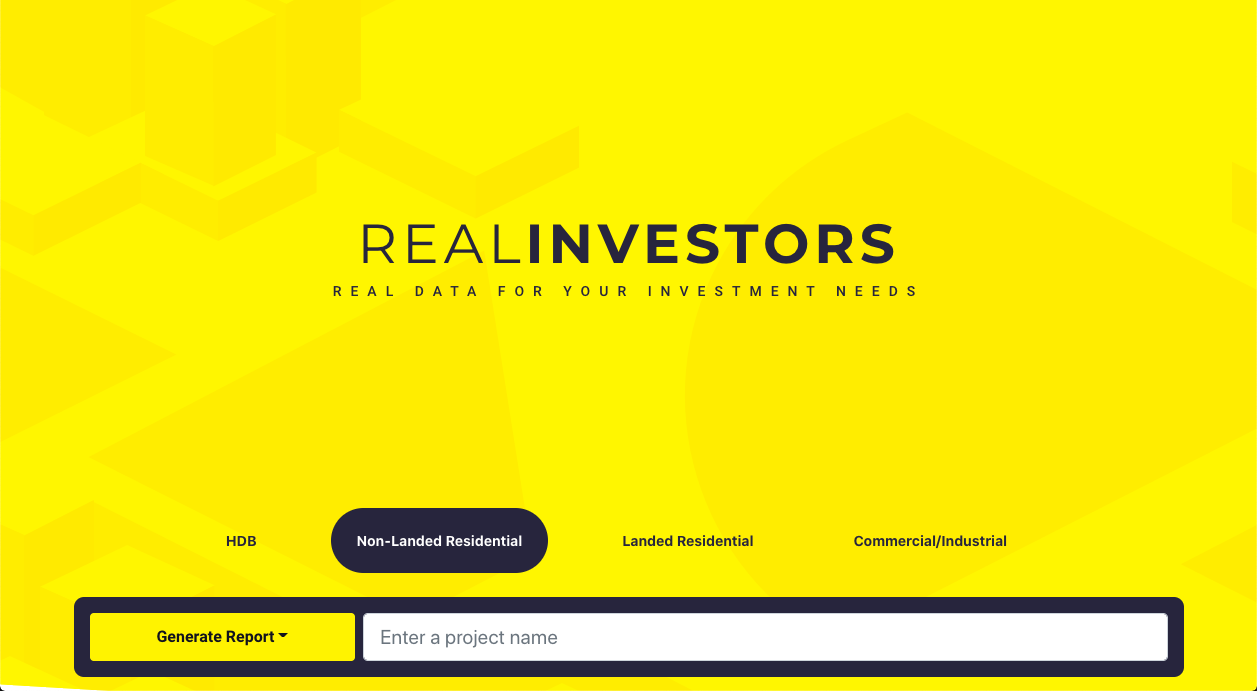 REALINVESTORS
REAL DATA FOR YOUR INVESTMENT NEEDS
HDB
Non-Landed Residential
Landed Residential
Commercial/Industrial
Generate Report
Enter a project name